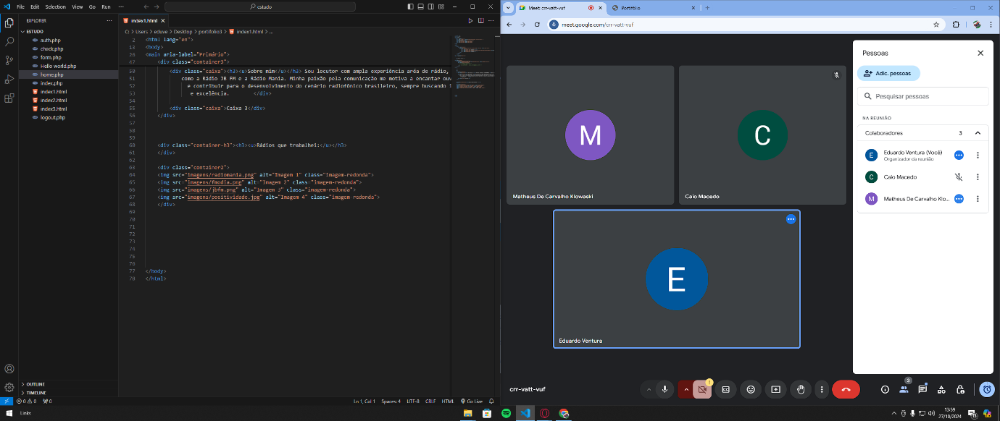 File Edit Selection View Go Run ··· estudo
EXPLORER ···
ESTUDO
auth.php
check.php
form.php
Hello world.php
home.php
index.php
index1.html
index2.html
index3.html
logout.php
OUTLINE
TIMELINE
index1.html
C: > Users > eduve > Desktop > portifolio3 > index1.html > ...
2 <html lang="en">
13 <body>
26 <main aria-label="Primário">
47 <div class="container3">
50 <div class="caixa"><h3><u>Sobre mim</u></h3> Sou locutor com ampla experiência aréa de rádio,
51 como a Rádio JB FM e a Rádio Mania. Minha paixão pela comunicação me motiva a encantar ouv
52 e contribuir para o desenvolvimento do cenário radiofônico brasileiro, sempre buscando
53 e excelência. </div>
54
55 <div class="caixa">Caixa 3</div>
56 </div>
57
58
59
60 <div class="container-h3"><h3><u>Rádios que trabalhei:</u></h3>
61 </div>
62
63 <div class="container2">
64 <img src="imagens/radiomania.png" alt="Imagem 1" class="imagem-redonda">
65 <img src="imagens/fmodia.png" alt="Imagem 2" class="imagem-redonda">
66 <img src="imagens/jbfm.png" alt="Imagem 3" class="imagem-redonda">
67 <img src="imagens/positividade.jpg" alt="Imagem 4" class="imagem-redonda">
68 </div>
69
70
71
72
73
74
75
76
77 </body>
78 </html>
0 0 0 Ln 1, Col 1 Spaces: 4 UTF-8 CRLF HTML Go Live
Meet: crr-vatt-vuf
Portifólio
meet.google.com/crr-vatt-vuf
M
Matheus De Carvalho Klowaski
C
Caio Macedo
E
Eduardo Ventura
Pessoas
Adic. pessoas
Pesquisar pessoas
NA REUNIÃO
Colaboradores 3
E Eduardo Ventura (Você)
Organizador da reunião
C Caio Macedo
M Matheus De Carvalho Klo...
crr-vatt-vuf
3
Links
13:59
27/10/2024